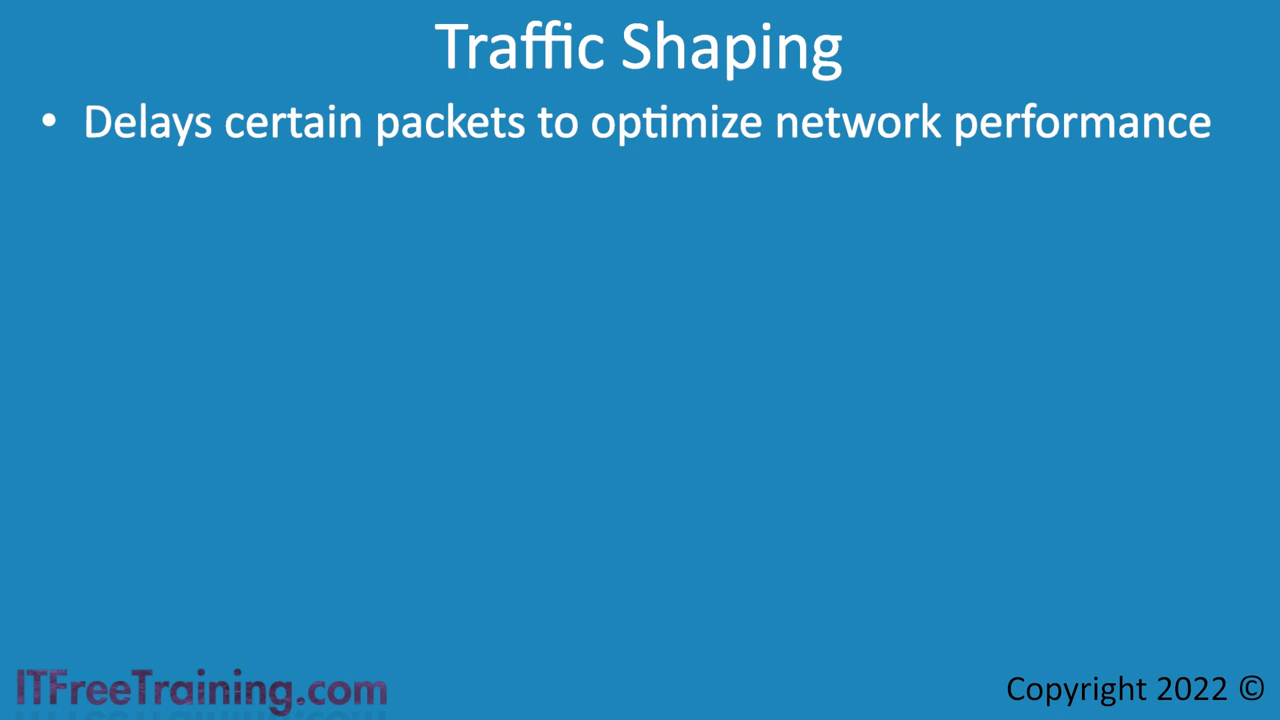 Traffic Shaping
• Delays certain packets to optimize network performance
ITFreeTraining.com
Copyright 2022 ©